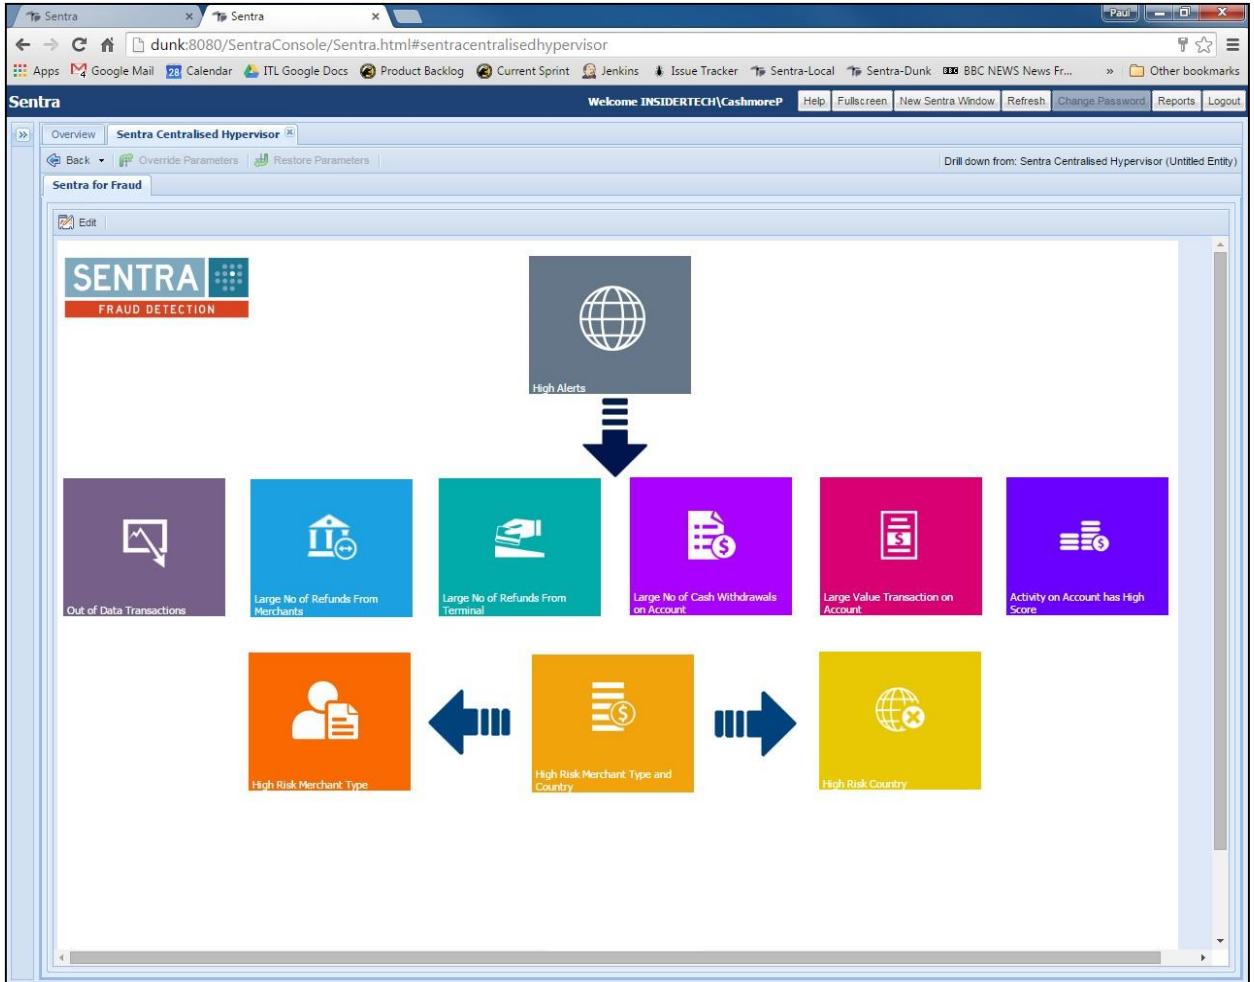 Sentra
Sentra
Paul
dunk:8080/SentraConsole/Sentra.html#sentracentralisedhypervisor
Apps Google Mail 28 Calendar ITL Google Docs Product Backlog Current Sprint Jenkins Issue Tracker Sentra-Local Sentra-Dunk BBC BBC NEWS News Fr... » Other bookmarks
Sentra Welcome INSIDERTECH\CashmoreP Help Fullscreen New Sentra Window Refresh Change Password Reports Logout
Overview Sentra Centralised Hypervisor
Back Override Parameters Restore Parameters Drill down from: Sentra Centralised Hypervisor (Untitled Entity)
Sentra for Fraud
Edit
SENTRA
FRAUD DETECTION
High Alerts
Out of Data Transactions
Large No of Refunds From
Merchants
Large No of Refunds From
Terminal
Large No of Cash Withdrawals
on Account
Large Value Transaction on
Account
Activity on Account has High
Score
High Risk Merchant Type
High Risk Merchant Type and
Country
High Risk Country